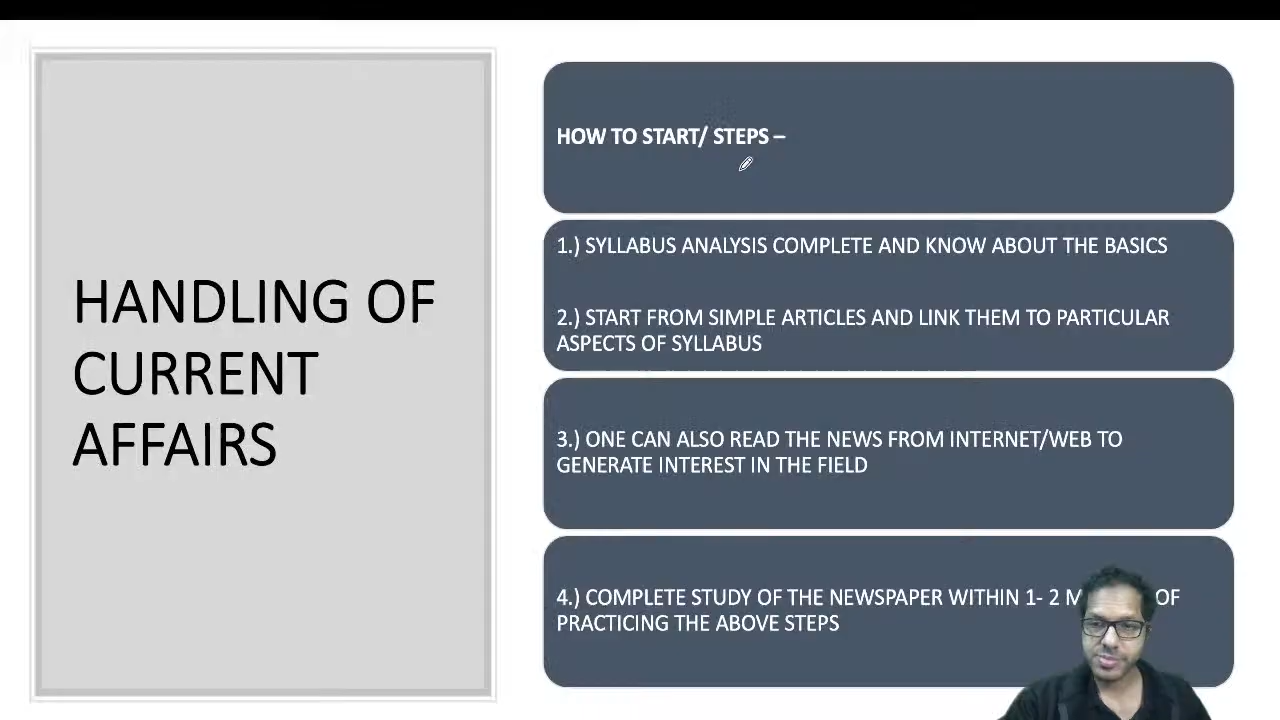 HANDLING OF
CURRENT
AFFAIRS
HOW TO START/ STEPS –
1.) SYLLABUS ANALYSIS COMPLETE AND KNOW ABOUT THE BASICS
2.) START FROM SIMPLE ARTICLES AND LINK THEM TO PARTICULAR
ASPECTS OF SYLLABUS
3.) ONE CAN ALSO READ THE NEWS FROM INTERNET/WEB TO
GENERATE INTEREST IN THE FIELD
4.) COMPLETE STUDY OF THE NEWSPAPER WITHIN 1- 2 OF
PRACTICING THE ABOVE STEPS